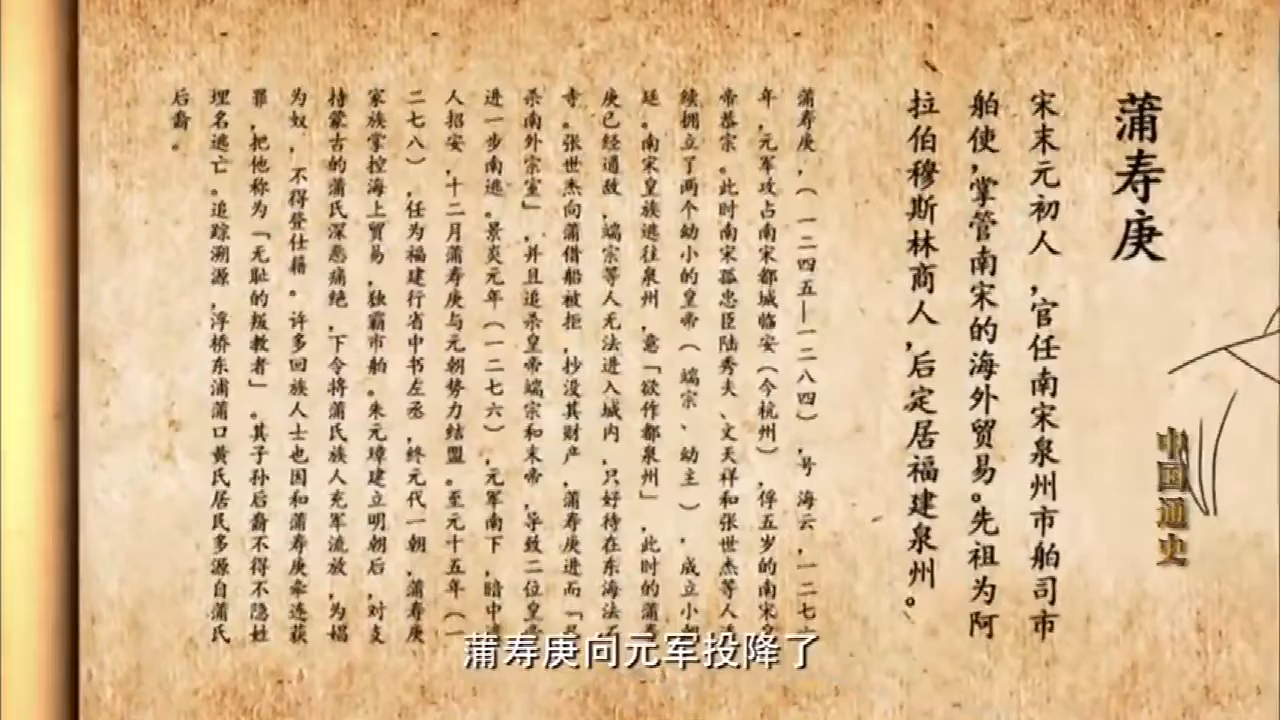 蒲寿庚
宋末元初人,官任南宋泉州市舶司市
舶使,掌管南宋的海外贸易。先祖为阿
拉伯穆斯林商人,后定居福建泉州。
蒲寿庚,(一二四五—一二八四),号海云,一二七六
年,元军攻占南宋都城临安(今杭州),俘五岁的南宋皇
帝恭宗。此时南宋孤忠臣陆秀夫、文天祥和张世杰等人连
续拥立了两个幼小的皇帝(端宗、幼主),成立小朝
廷。南宋皇族逃往泉州,意「欲作都泉州」,此时的蒲寿
庚已经通敌,端宗等人无法进入城内,只好待在东海法
寺。张世杰向蒲借船被拒,抄没其财产,蒲寿庚进而「尽
杀南外宗室」,并且追杀皇帝端宗和末帝,导致二位皇帝
进一步南逃。景炎元年(一二七六),元军南下,暗中
人招安,十二月蒲寿庚与元朝势力结盟。至元十五年(一
二七八),任为福建行省中书左丞,终元代一朝,蒲寿庚
家族掌控海上贸易,独霸市舶。朱元璋建立明朝后,对支
持蒙古的蒲氏深恶痛绝,下令将蒲氏族人充军流放,为娼
为奴,不得登仕籍。许多回族人士也因和蒲寿庚牵连获
罪,把他称为「无耻的叛教者」。其子孙后裔不得不隐姓
埋名逃亡。追踪溯源,浮桥东浦蒲口黄氏居民多源自蒲氏
后裔。
中国通史
蒲寿庚向元军投降了